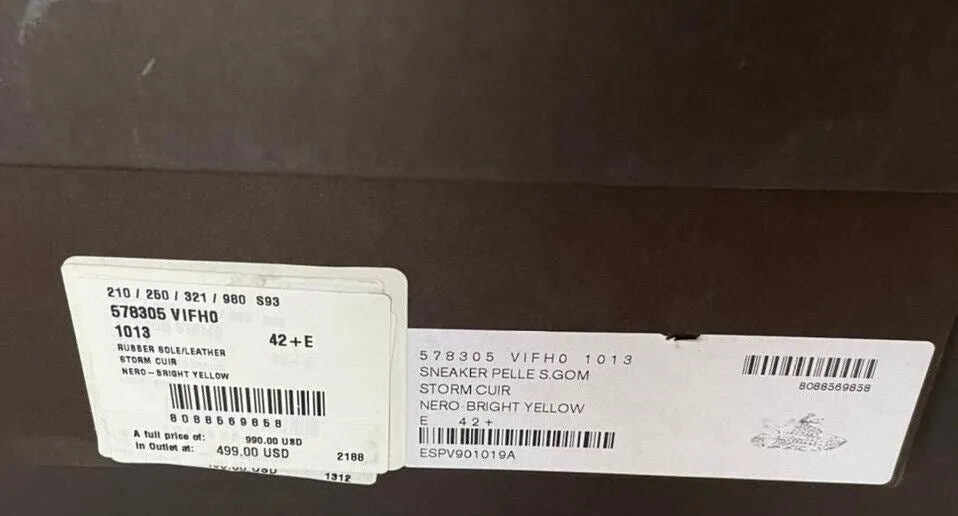 210 / 250 / 321 / 980 S93
578305 VIFH0
1013
42+E
RUBBER SOLE/LEATHER
STORM CUIR
NERO-BRIGHT YELLOW
8088569858
A full price of: 990.00 USD
In Outlet at: 499.00 USD
2188
USD
1312
578305 VIFH0 1013
SNEAKER PELLE S.GOM
STORM CUIR
NERO-BRIGHT YELLOW
E 42+
ESPV901019A
8088569858